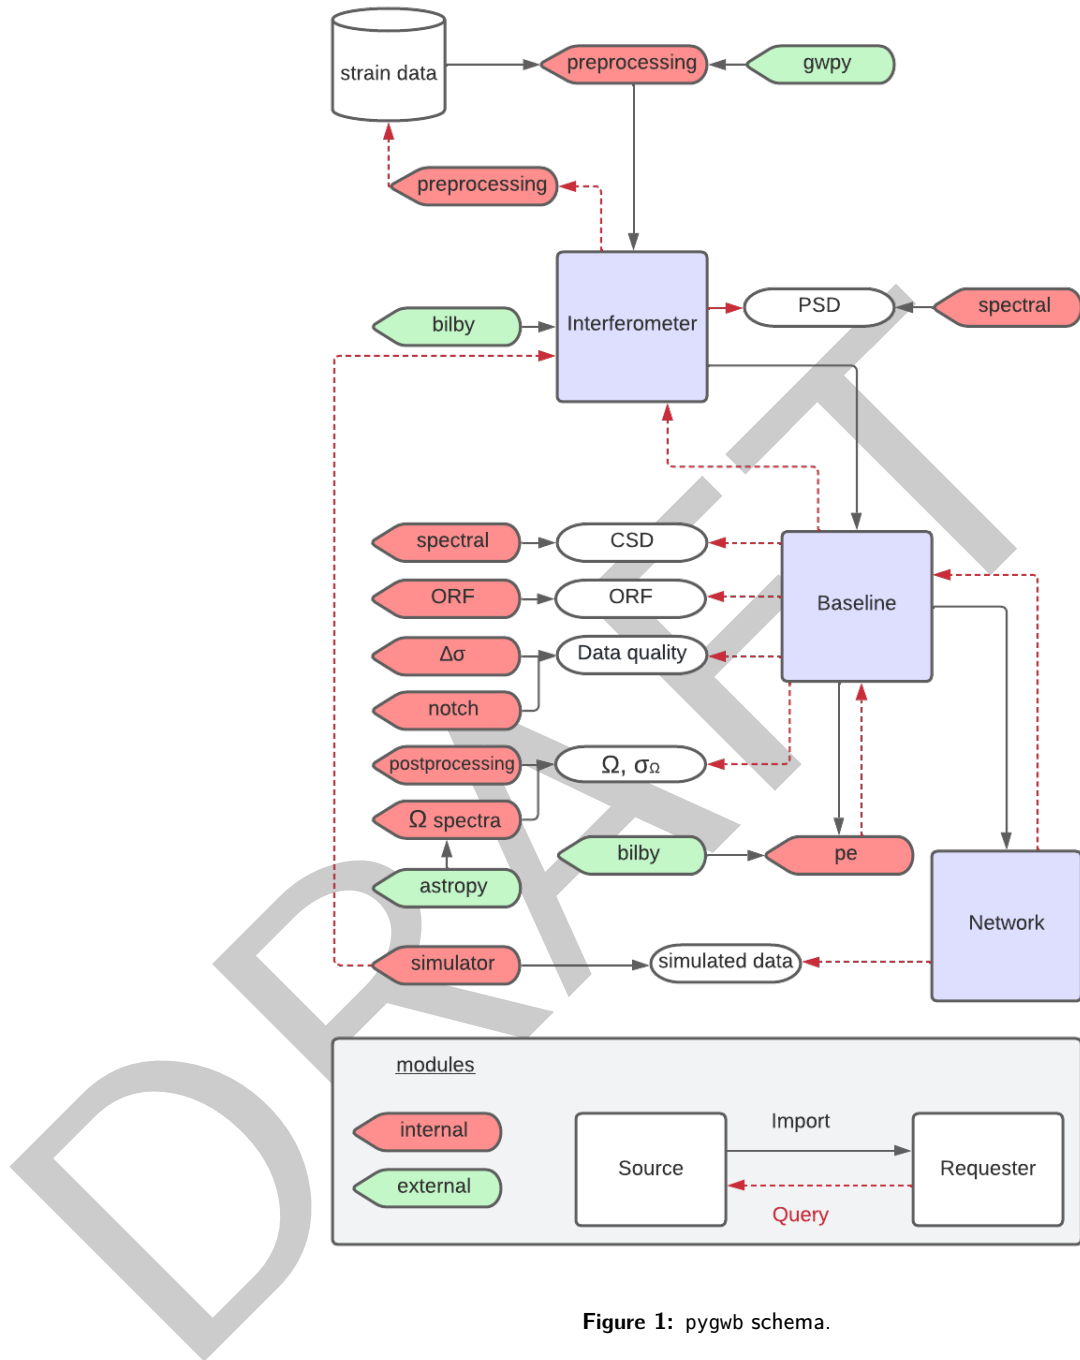 strain data
preprocessing
gwpy
preprocessing
bilby
Interferometer
PSD
spectral
spectral
CSD
ORF
ORF
Baseline
Δσ
Data quality
notch
postprocessing
Ω, σΩ
Ω spectra
bilby
pe
astropy
Network
simulator
simulated data
DRAFT
modules
internal
external
Source
Import
Query
Requester
Figure 1: pygwb schema.